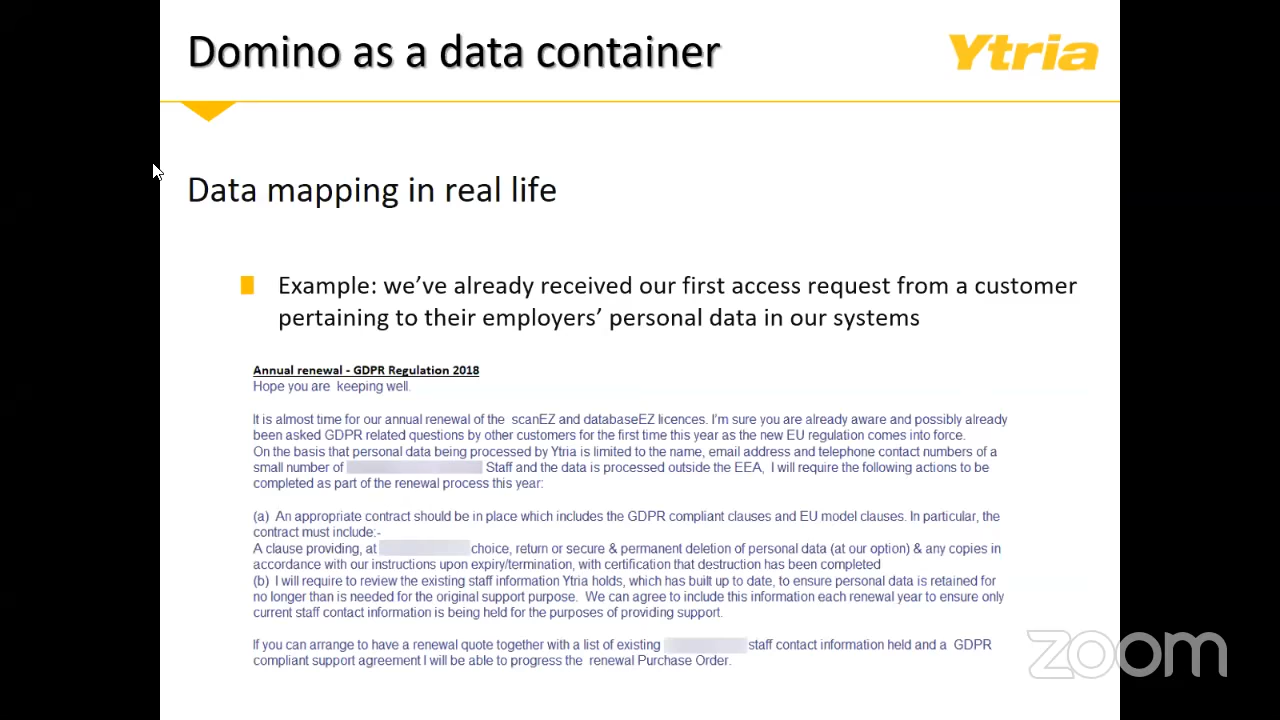 Domino as a data container
Ytria
Data mapping in real life
Example: we’ve already received our first access request from a customer
pertaining to their employers’ personal data in our systems
Annual renewal - GDPR Regulation 2018
Hope you are keeping well.
It is almost time for our annual renewal of the scanEZ and databaseEZ licences. I'm sure you are already aware and possibly already
been asked GDPR related questions by other customers for the first time this year as the new EU regulation comes into force.
On the basis that personal data being processed by Ytria is limited to the name, email address and telephone contact numbers of a
small number of Staff and the data is processed outside the EEA, I will require the following actions to be
completed as part of the renewal process this year:
(a) An appropriate contract should be in place which includes the GDPR compliant clauses and EU model clauses. In particular, the
contract must include:-
A clause providing, at choice, return or secure & permanent deletion of personal data (at our option) & any copies in
accordance with our instructions upon expiry/termination, with certification that destruction has been completed
(b) I will require to review the existing staff information Ytria holds, which has built up to date, to ensure personal data is retained for
no longer than is needed for the original support purpose. We can agree to include this information each renewal year to ensure only
current staff contact information is being held for the purposes of providing support.
If you can arrange to have a renewal quote together with a list of existing staff contact information held and a GDPR
compliant support agreement I will be able to progress the renewal Purchase Order.
zoom